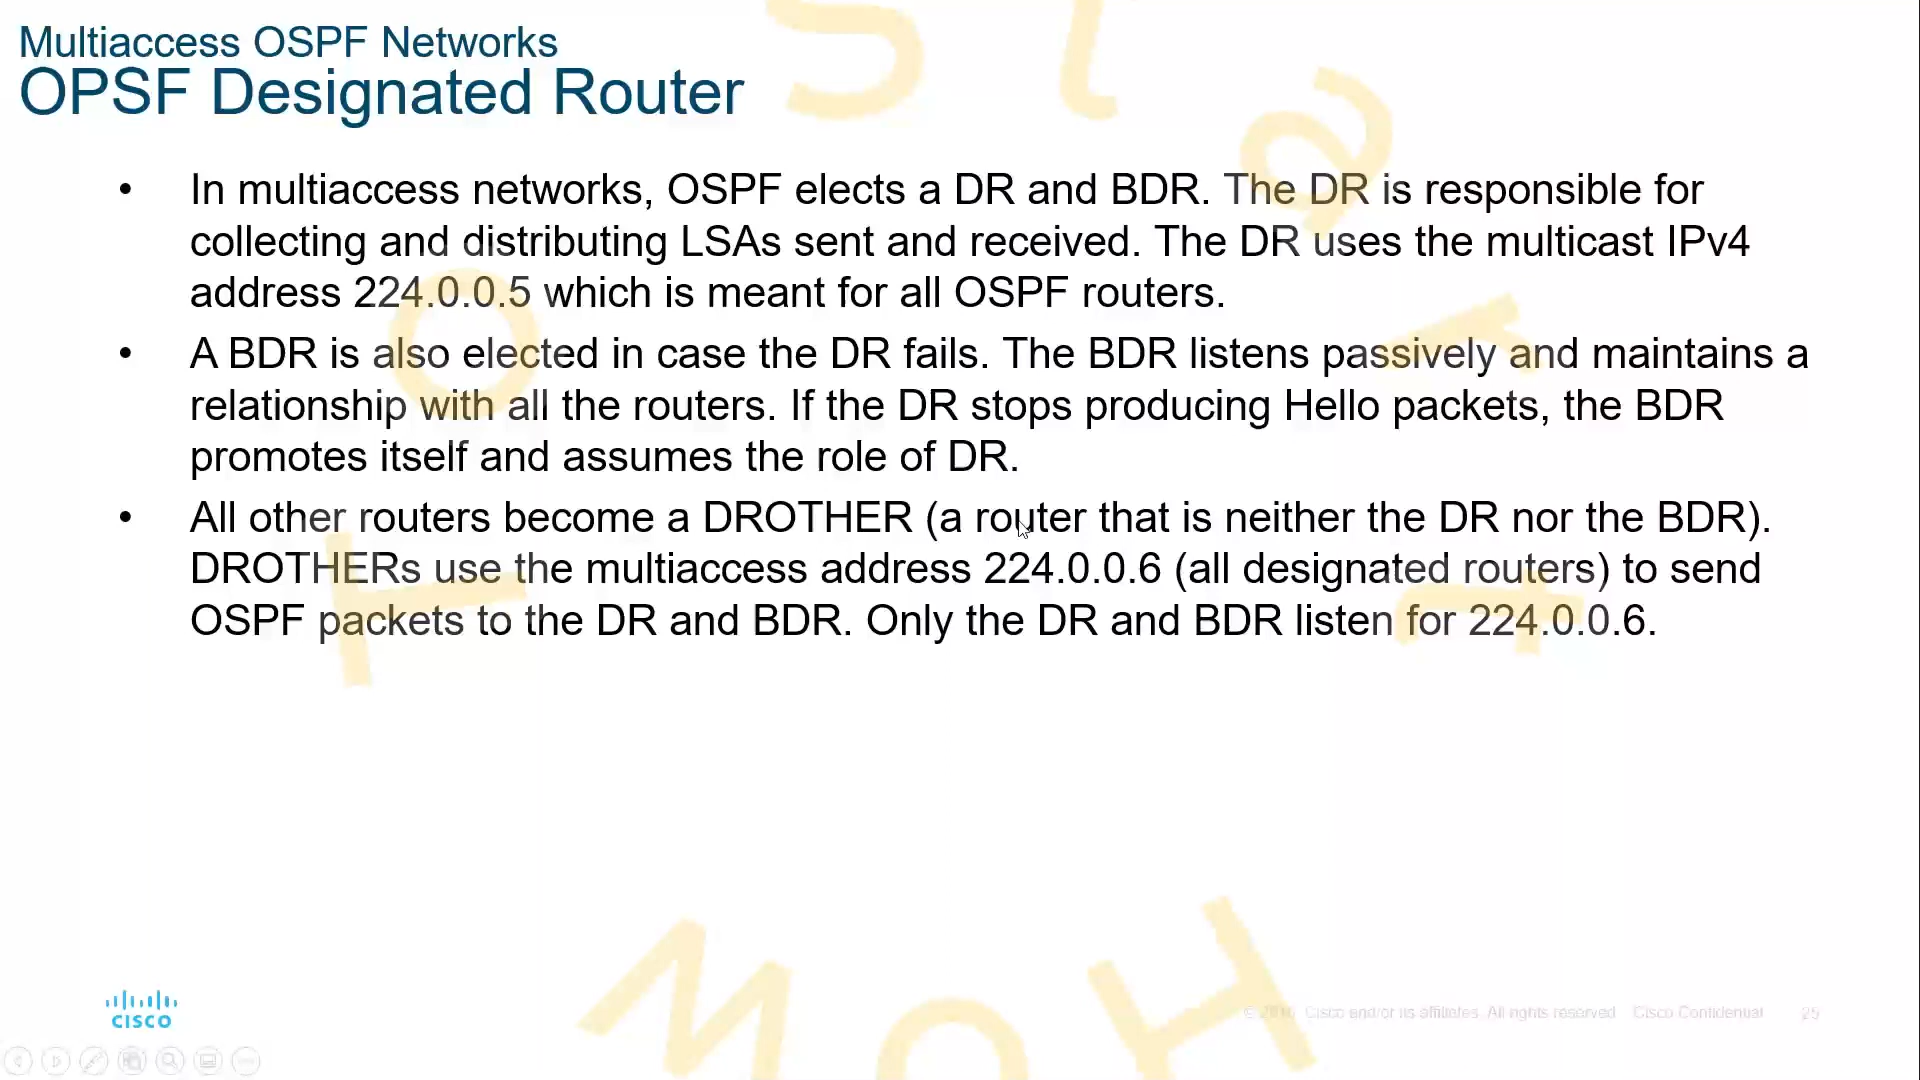 Multiaccess OSPF Networks
OPSF Designated Router
• In multiaccess networks, OSPF elects a DR and BDR. The DR is responsible for
collecting and distributing LSAs sent and received. The DR uses the multicast IPv4
address 224.0.0.5 which is meant for all OSPF routers.
• A BDR is also elected in case the DR fails. The BDR listens passively and maintains a
relationship with all the routers. If the DR stops producing Hello packets, the BDR
promotes itself and assumes the role of DR.
• All other routers become a DROTHER (a router that is neither the DR nor the BDR).
DROTHERs use the multiaccess address 224.0.0.6 (all designated routers) to send
OSPF packets to the DR and BDR. Only the DR and BDR listen for 224.0.0.6.
CISCO
Cisco and/or its affiliates. All rights reserved. Cisco Confidential 25